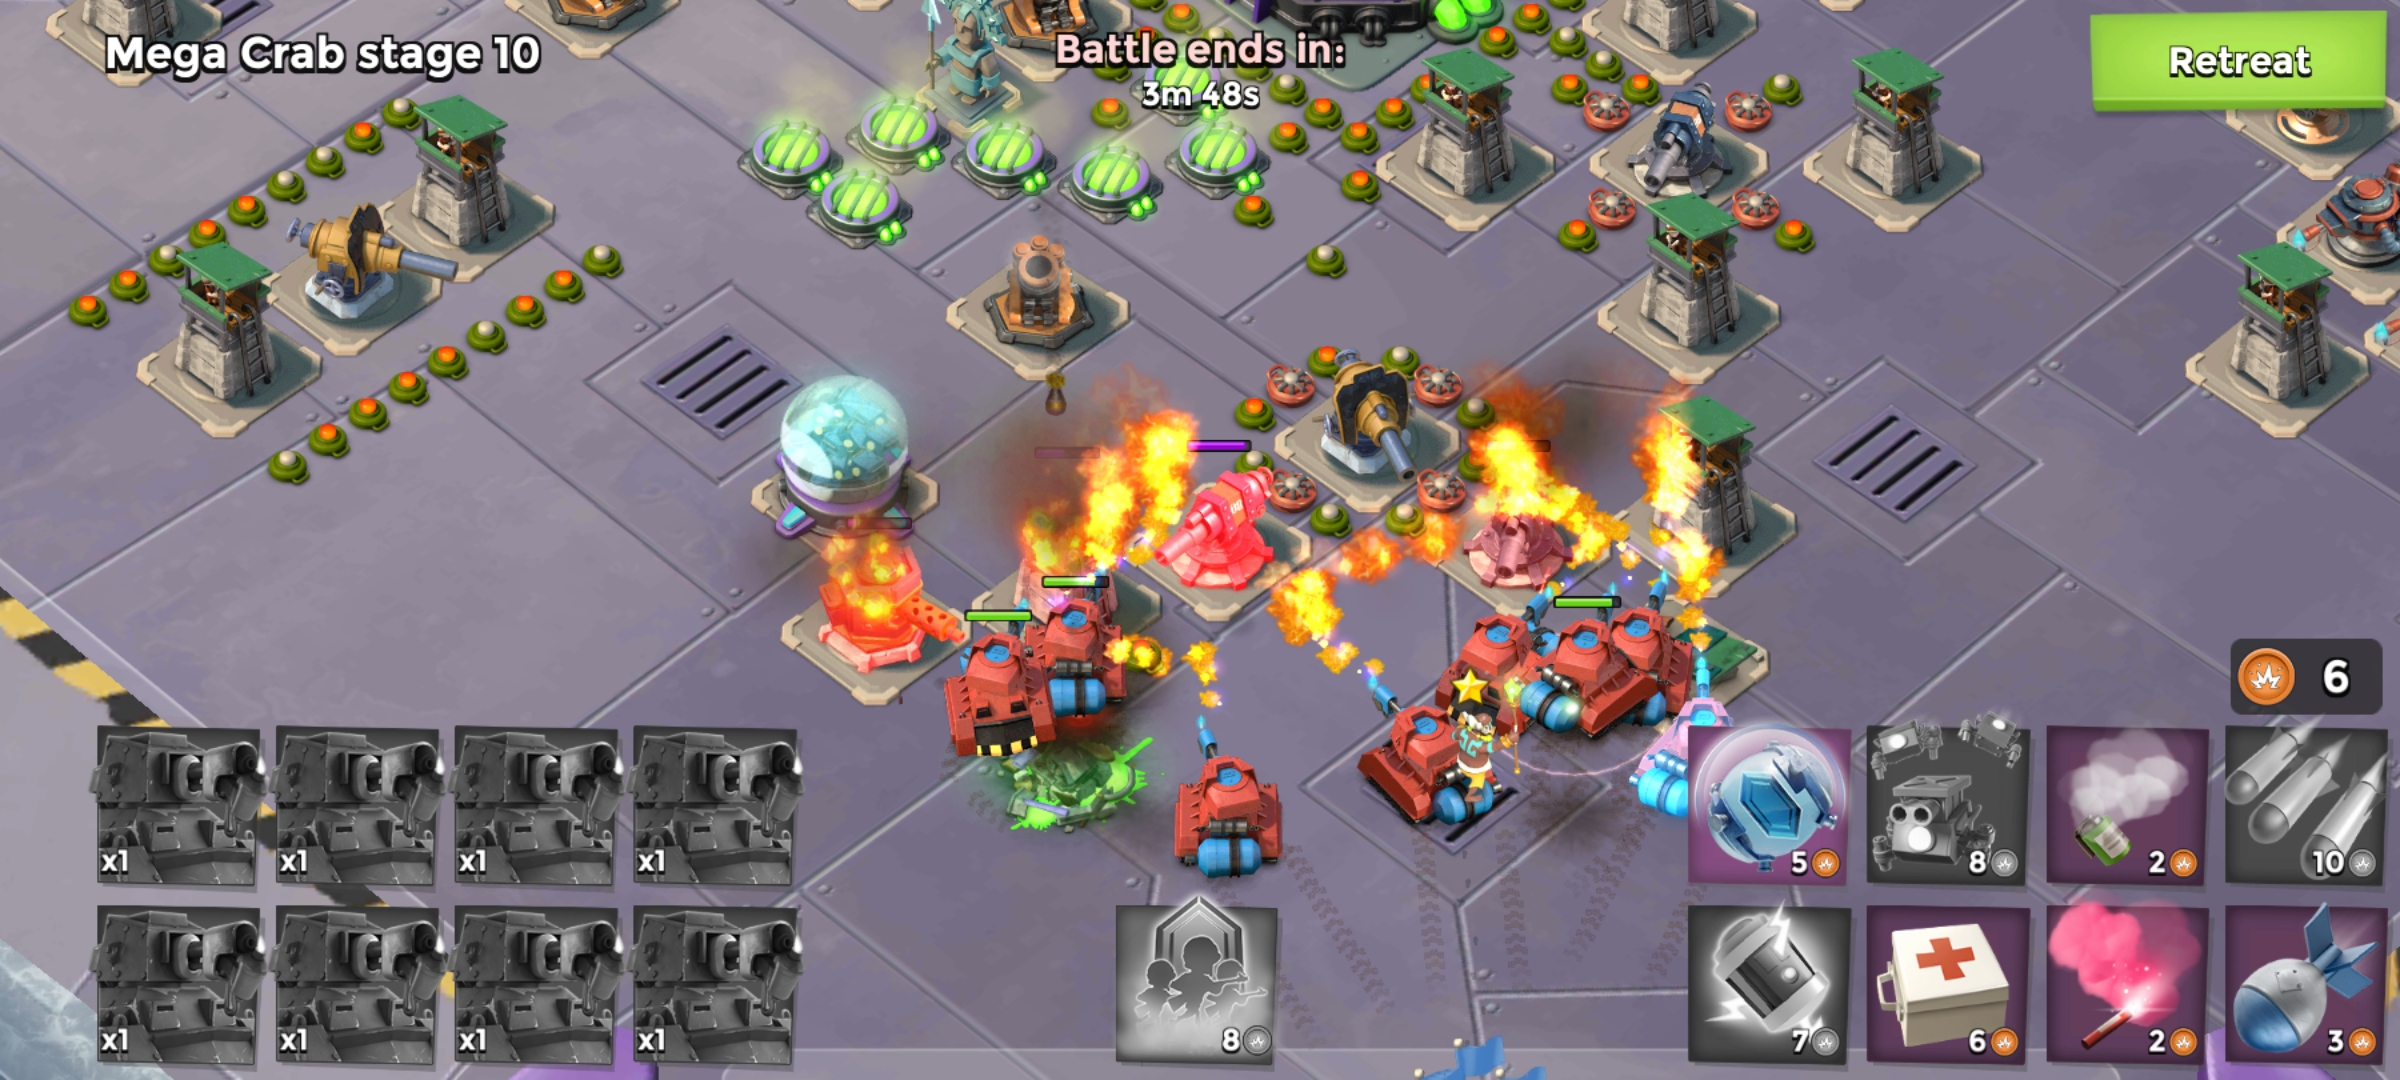 Mega Crab stage 10
Battle ends in:
3m 48s
Retreat
6
x1 x1 x1 x1
5 8 2 10
x1 x1 x1 x1
8
7 6 2 3